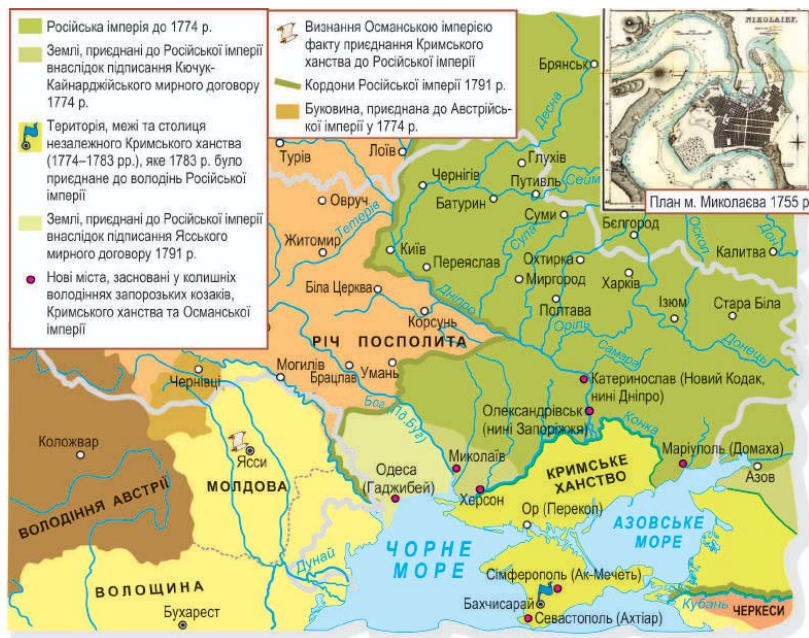 Російська імперія до 1774 р.
Землі, приєднані до Російської імперії
внаслідок підписання Кючук-
Кайнарджійського мирного договору
1774 р.
Територія, межі та столиця
незалежного Кримського ханства
(1774–1783 рр.), яке 1783 р. було
приєднане до володінь Російської
імперії
Землі, приєднані до Російської імперії
внаслідок підписання Ясського
мирного договору 1791 р.
Нові міста, засновані у колишніх
володіннях запорозьких козаків,
Кримського ханства та Османської
імперії
Визнання Османською імперією
факту приєднання Кримського
ханства до Російської імперії
Кордони Російської імперії 1791 р.
Буковина, приєднана до Австрійсь-
кої імперії у 1774 р.
NIKOLAIEF.
План м. Миколаєва 1755 р
Брянськ
Десна
Турів
Лоїв
Глухів
Чернігів
Путивль
Сейм
Овруч
Батурин
Суми
Тетерів
Сула
Бєлгород
Оскол
Дон
Житомир
Київ
Охтирка
Калитва
Переяслав
Миргород
Харків
Біла Церква
Дніпро
Полтава
Ізюм
Стара Біла
Корсунь
Оріль
РІЧ ПОСПОЛИТА
Самара
Донець
Могилів
Умань
Чернівці
Брацлав
Катеринослав (Новий Кодак,
нині Дніпро)
Бог (Пд.Буг)
Олександрівськ
(нині Запоріжжя)
Конка
Коложвар
Ясси
Миколаїв
Маріуполь (Домаха)
Одеса
(Гаджибей)
КРИМСЬКЕ
ХАНСТВО
Азов
МОЛДОВА
Херсон
ВОЛОДІННЯ АВСТРІЇ
Ор (Перекоп)
АЗОВСЬКЕ
МОРЕ
ЧОРНЕ
МОРЕ
Дунай
Сімферополь (Ак-Мечеть)
ВОЛОЩИНА
Бахчисарай
Кубань
ЧЕРКЕСИ
Бухарест
Севастополь (Ахтіар)